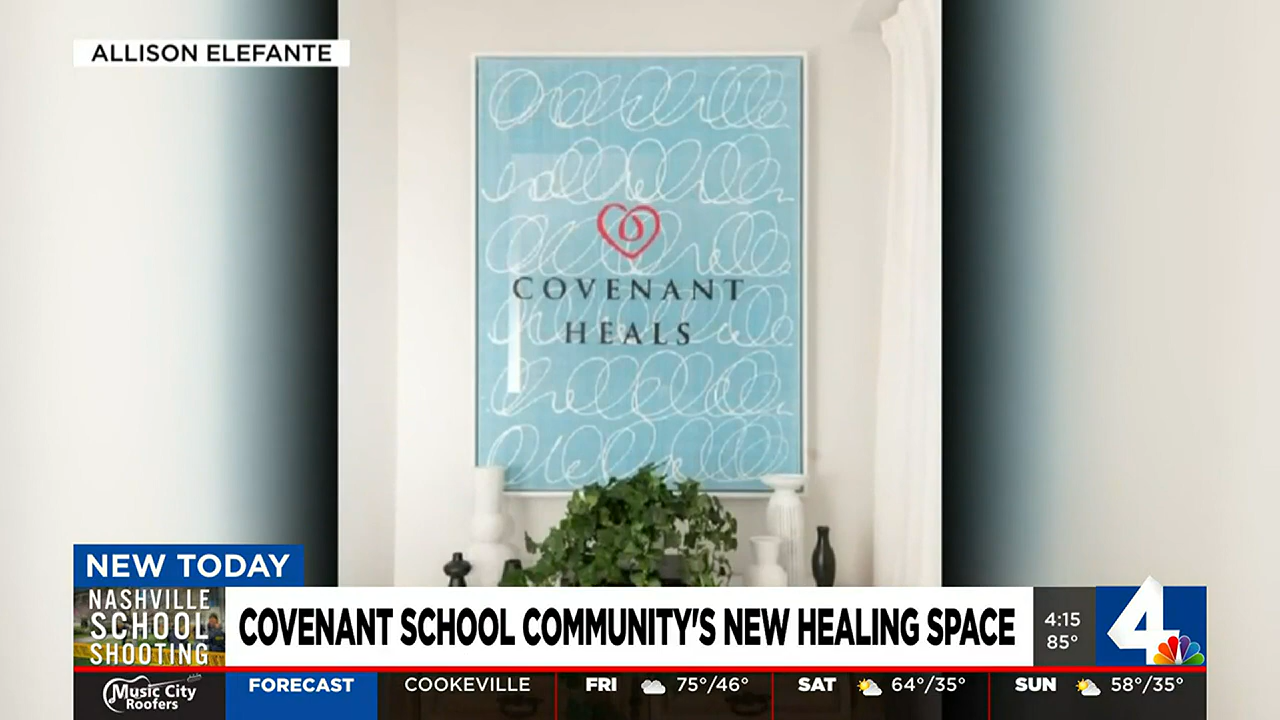 ALLISON ELEFANTE
COVENANT
HEALS
NEW TODAY
NASHVILLE
SCHOOL
SHOOTING
COVENANT SCHOOL COMMUNITY'S NEW HEALING SPACE
4:15
85°
4
Music City
Roofers
FORECAST
COOKEVILLE
FRI 75°/46°
SAT 64°/35°
SUN 58°/35°